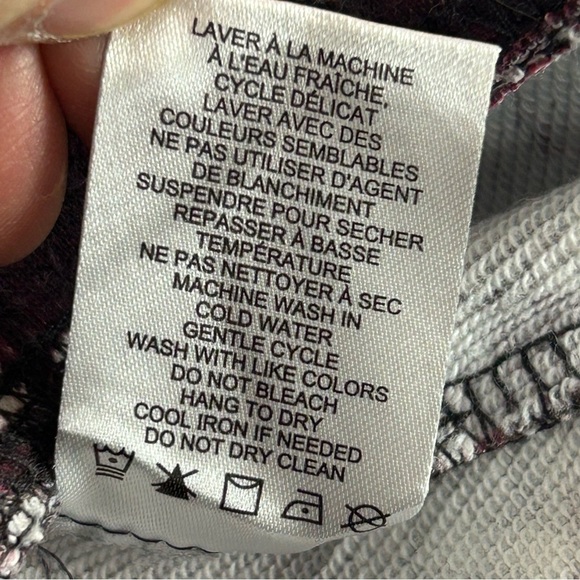 LAVER À LA MACHINE
À L'EAU FRAÎCHE,
CYCLE DÉLICAT
LAVER AVEC DES
COULEURS SEMBLABLES
NE PAS UTILISER D'AGENT
DE BLANCHIMENT
SUSPENDRE POUR SECHER
REPASSER À BASSE
TEMPÉRATURE
NE PAS NETTOYER À SEC
MACHINE WASH IN
COLD WATER
GENTLE CYCLE
WASH WITH LIKE COLORS
DO NOT BLEACH
HANG TO DRY
COOL IRON IF NEEDED
DO NOT DRY CLEAN